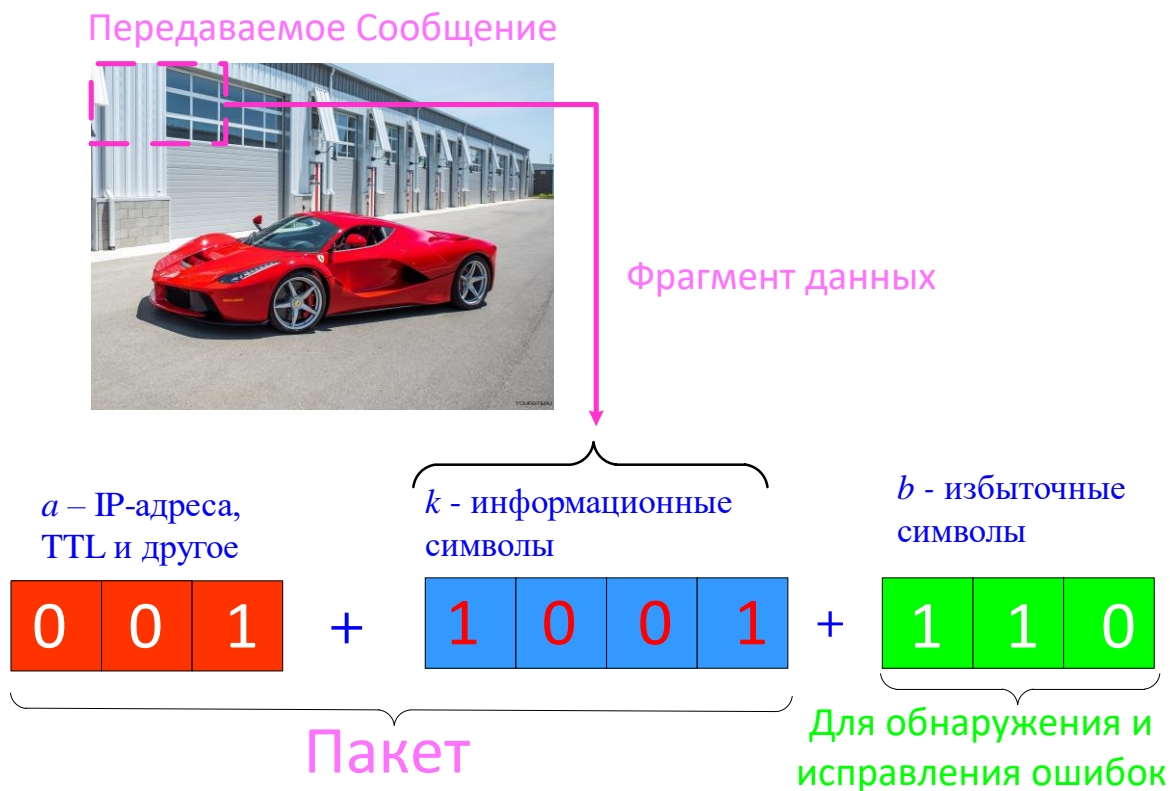 Передаваемое Сообщение
Фрагмент данных
a – IP-адреса,
TTL и другое
k - информационные
символы
b - избыточные
символы
0 0 1 + 1 0 0 1 + 1 1 0
Пакет
Для обнаружения и
исправления ошибок